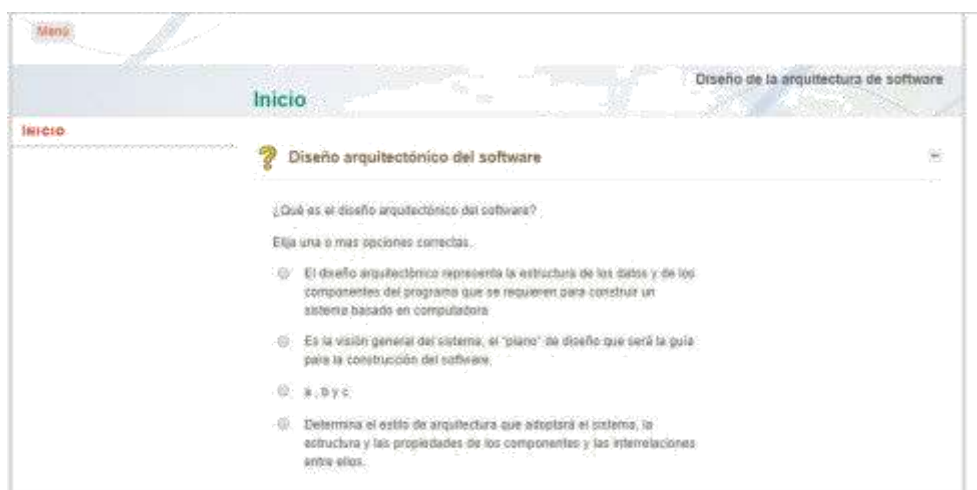 Menú
Diseño de la arquitectura de software
Inicio
Inicio
Diseño arquitectónico del software
¿Qué es el diseño arquitectónico del software?
Elija una o mas opciones correctas.
El diseño arquitectónico representa la estructura de los datos y de los
componentes del programa que se requieren para construir un
sistema basado en computadora
Es la visión general del sistema, el "plano" de diseño que será la guía
para la construcción del software.
a , b y c
Determina el estilo de arquitectura que adoptará el sistema, la
estructura y las propiedades de los componentes y las interrelaciones
entre ellos.